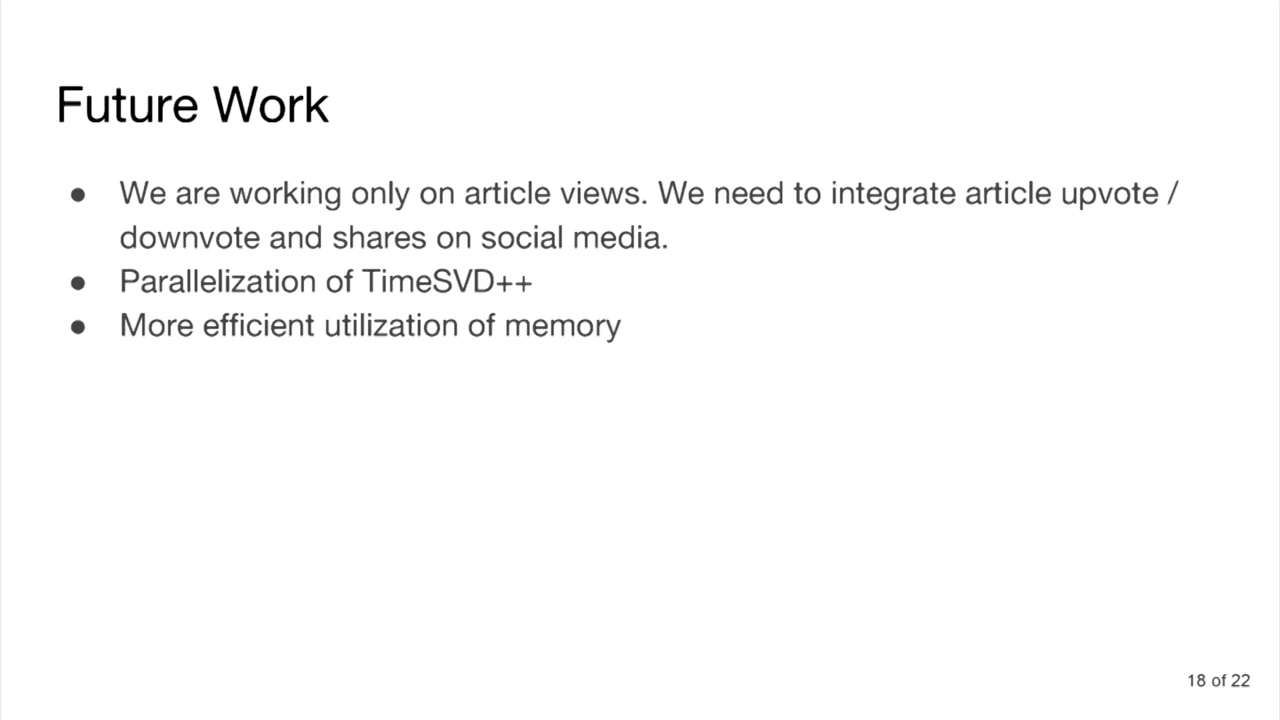 Future Work
● We are working only on article views. We need to integrate article upvote /
downvote and shares on social media.
● Parallelization of TimeSVD++
● More efficient utilization of memory
18 of 22